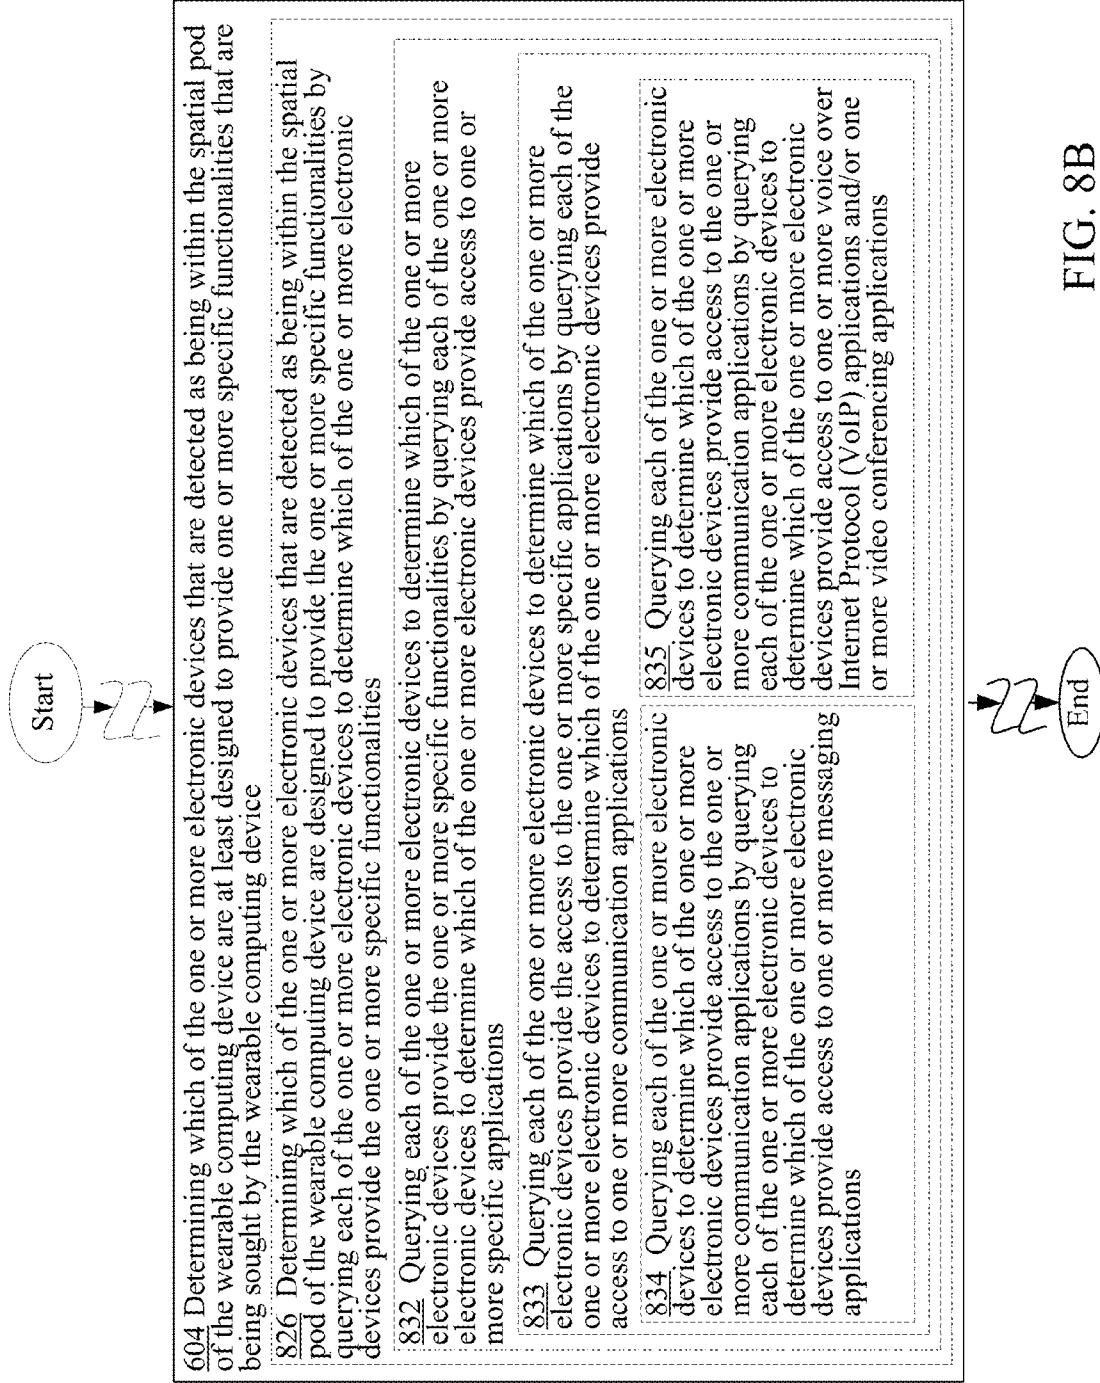 Start
604 Determining which of the one or more electronic devices that are detected as being within the spatial pod
of the wearable computing device are at least designed to provide one or more specific functionalities that are
being sought by the wearable computing device
826 Determining which of the one or more electronic devices that are detected as being within the spatial
pod of the wearable computing device are designed to provide the one or more specific functionalities by
querying each of the one or more electronic devices to determine which of the one or more electronic
devices provide the one or more specific functionalities
832 Querying each of the one or more electronic devices to determine which of the one or more
electronic devices provide the one or more specific functionalities by querying each of the one or more
electronic devices to determine which of the one or more electronic devices provide access to one or
more specific applications
833 Querying each of the one or more electronic devices to determine which of the one or more
electronic devices provide the access to the one or more specific applications by querying each of the
one or more electronic devices to determine which of the one or more electronic devices provide
access to one or more communication applications
834 Querying each of the one or more electronic
devices to determine which of the one or more
electronic devices provide access to the one or
more communication applications by querying
each of the one or more electronic devices to
determine which of the one or more electronic
devices provide access to one or more messaging
applications
835 Querying each of the one or more electronic
devices to determine which of the one or more
electronic devices provide access to the one or
more communication applications by querying
each of the one or more electronic devices to
determine which of the one or more electronic
devices provide access to one or more voice over
Internet Protocol (VoIP) applications and/or one
or more video conferencing applications
End
FIG. 8B